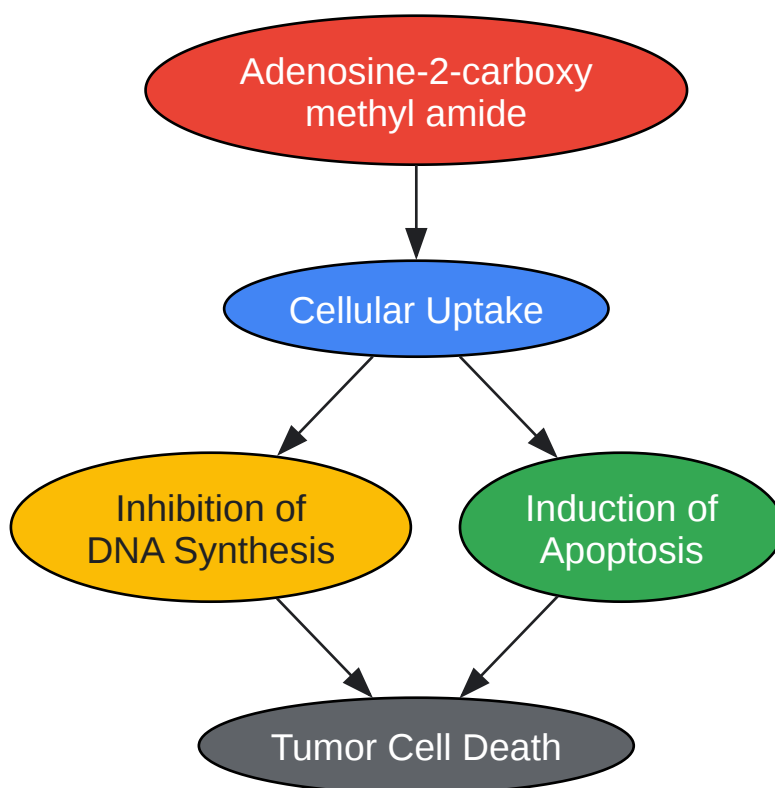 Adenosine-2-carboxy
methyl amide
Cellular Uptake
Inhibition of
DNA Synthesis
Induction of
Apoptosis
Tumor Cell Death